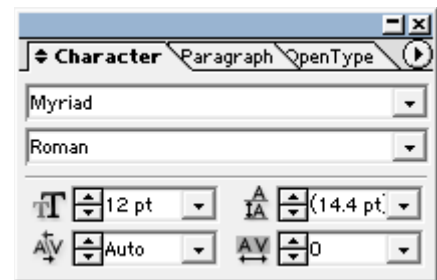 Character Paragraph OpenType
Myriad
Roman
12 pt (14.4 pt)
Auto 0